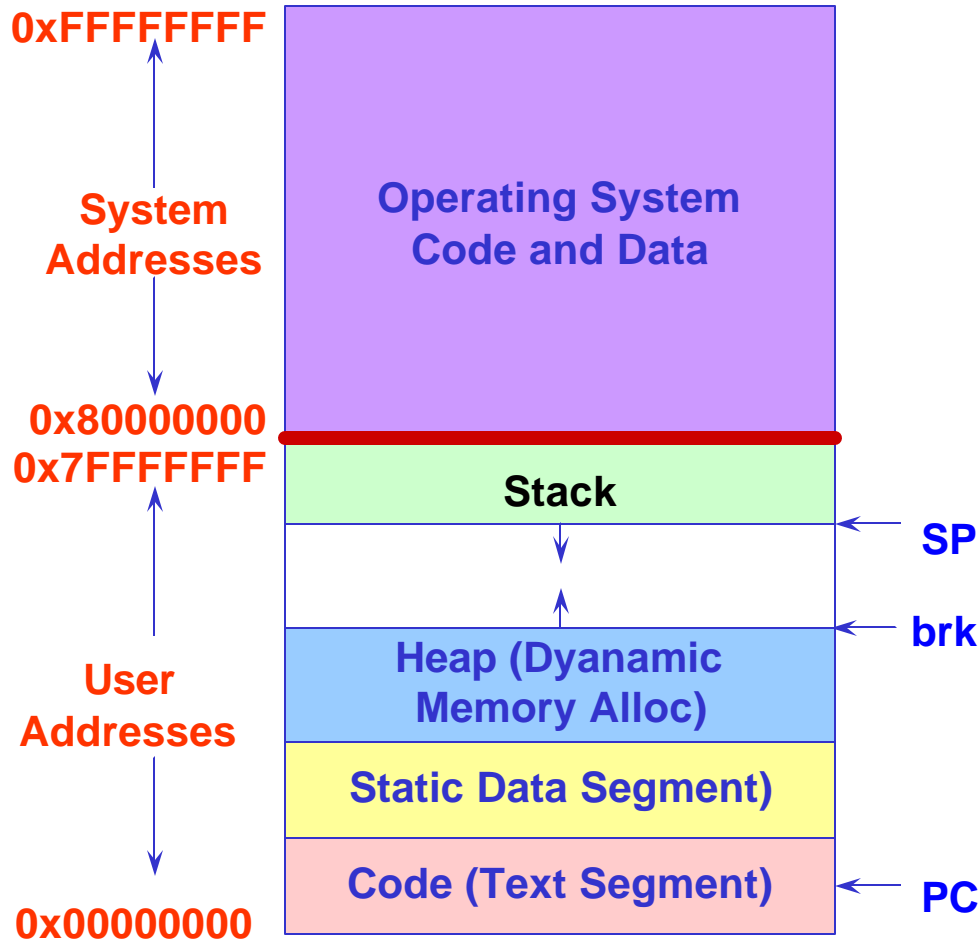 0xFFFFFFFF
System
Addresses
Operating System
Code and Data
0x80000000
0x7FFFFFFF
Stack
SP
brk
Heap (Dyanamic
Memory Alloc)
User
Addresses
Static Data Segment)
Code (Text Segment)
PC
0x00000000